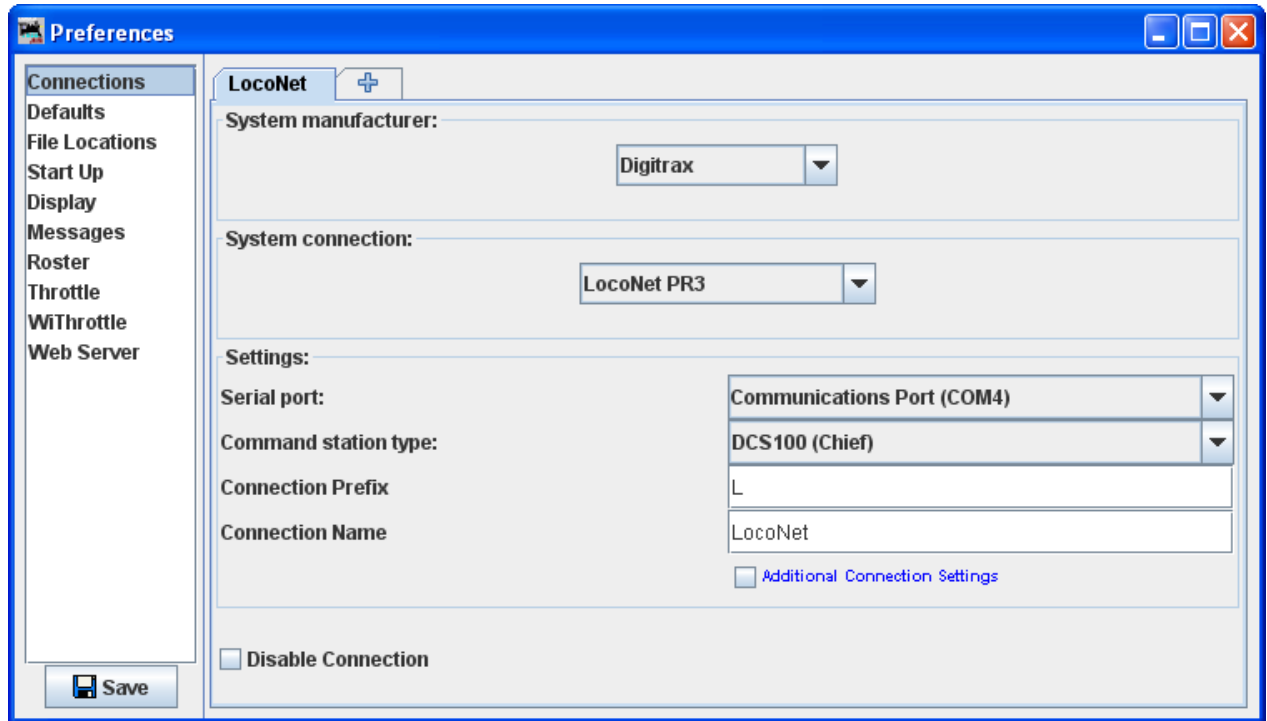 Preferences
Connections
Defaults
File Locations
Start Up
Display
Messages
Roster
Throttle
WiThrottle
Web Server
Save
LocoNet
System manufacturer:
Digitrax
System connection:
LocoNet PR3
Settings:
Serial port: Communications Port (COM4)
Command station type: DCS100 (Chief)
Connection Prefix L
Connection Name LocoNet
Additional Connection Settings
Disable Connection